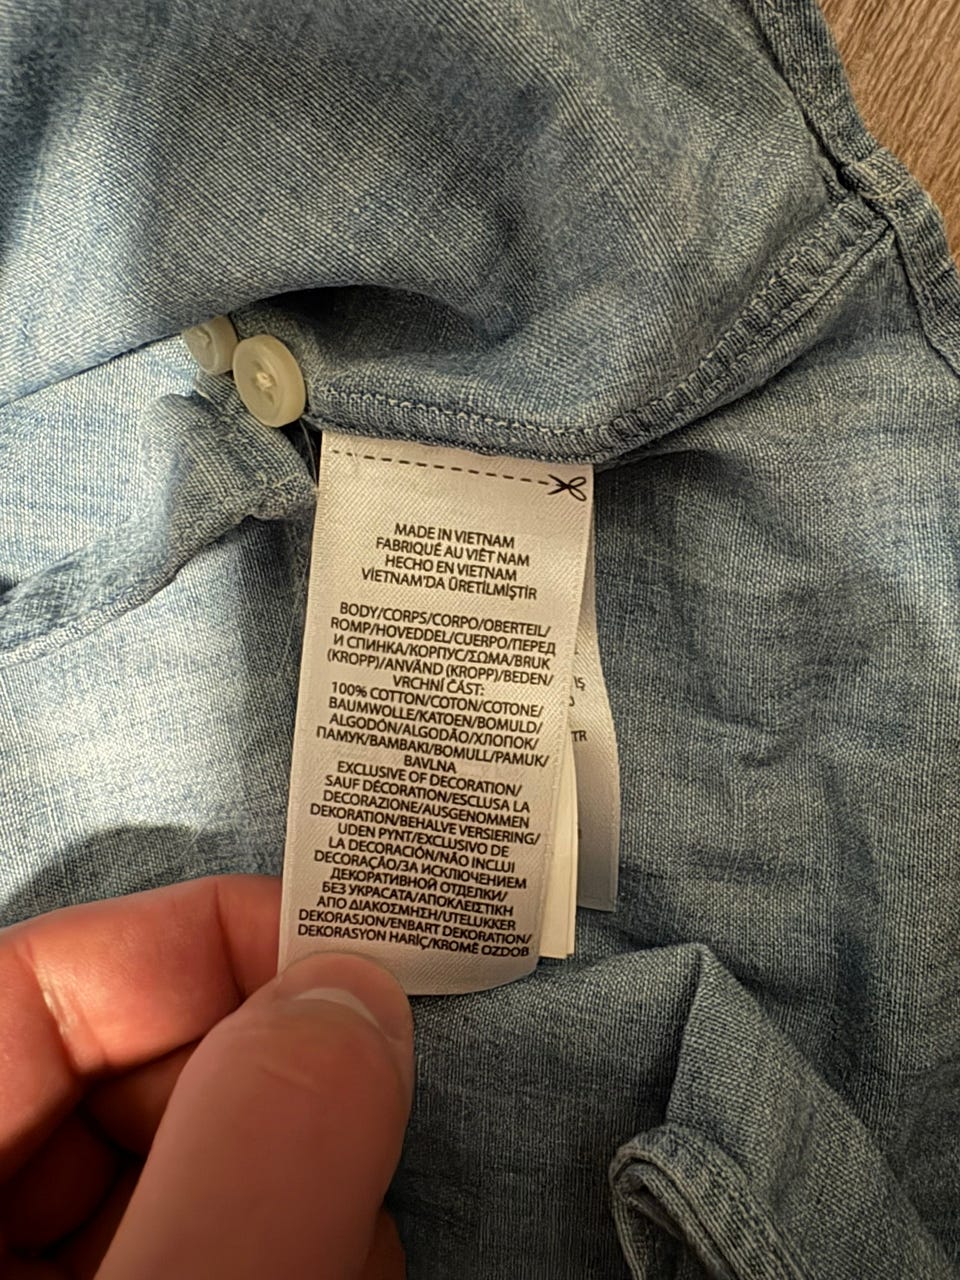 MADE IN VIETNAM
FABRIQUÉ AU VIÊT NAM
HECHO EN VIETNAM
VİETNAM'DA ÜRETİLMİŞTİR
BODY/CORPS/CORPO/OBERTEIL/
ROMP/HOVEDDEL/CUERPO/ПЕРЕД
И СПИНКА/КОРПУС/ΣΩΜΑ/BRUK
(KROPP)/ANVÄND (KROPP)/BEDEN/
VRCHNÍ ČÁST:
100% COTTON/COTON/COTONE/
BAUMWOLLE/KATOEN/BOMULD/
ALGODÓN/ALGODÃO/ХЛОПОК/
ПАМУК/ΒΑΜΒΑΚΙ/BOMULL/PAMUK/
BAVLNA
EXCLUSIVE OF DECORATION/
SAUF DÉCORATION/ESCLUSA LA
DECORAZIONE/AUSGENOMMEN
DEKORATION/BEHALVE VERSIERING/
UDEN PYNT/EXCLUSIVO DE
LA DECORACIÓN/NÃO INCLUI
DECORAÇÃO/ЗА ИСКЛЮЧЕНИЕМ
ДЕКОРАТИВНОЙ ОТДЕЛКИ/
БЕЗ УКРАСАТА/ΑΠΟΚΛΕΙΣΤΙΚΗ
ΑΠΟ ΔΙΑΚΟΣΜΗΣΗ/UTELUKKER
DEKORASJON/ENBART DEKORATION/
DEKORASYON HARİÇ/KROMĚ OZDOB